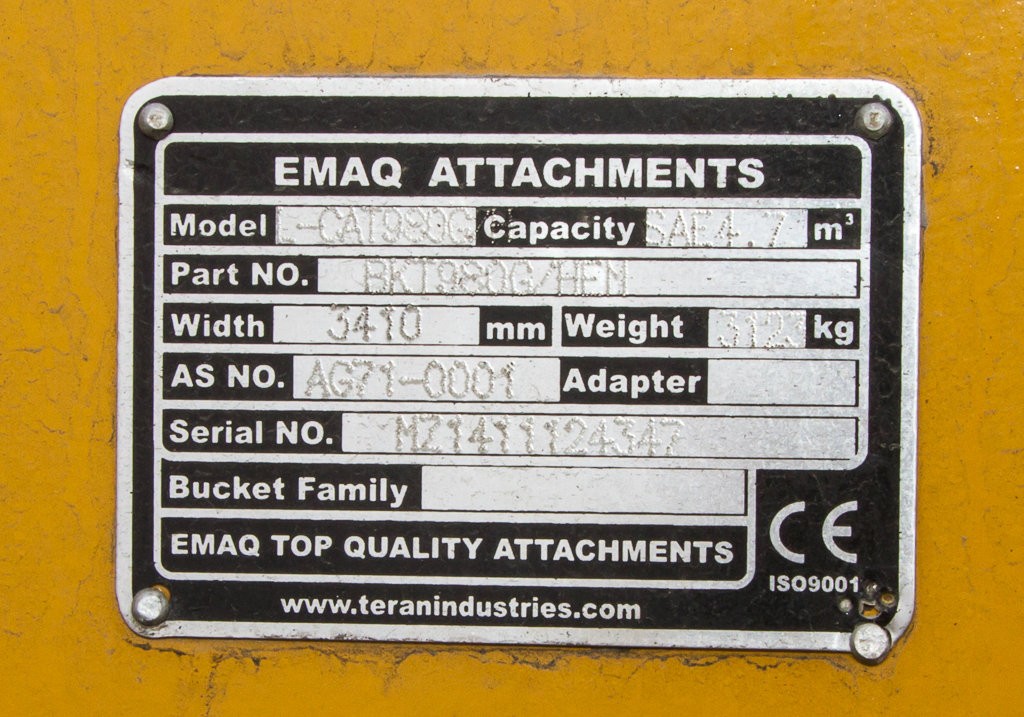 EMAQ ATTACHMENTS
Model L-CAT980G/H Capacity SAE4.7 m³
Part NO. BKT980G/HEM
Width 3410 mm Weight 3123 kg
AS NO. AG71-0001 Adapter
Serial NO. MZ1411124347
Bucket Family
EMAQ TOP QUALITY ATTACHMENTS
CE
ISO9001
www.teranindustries.com